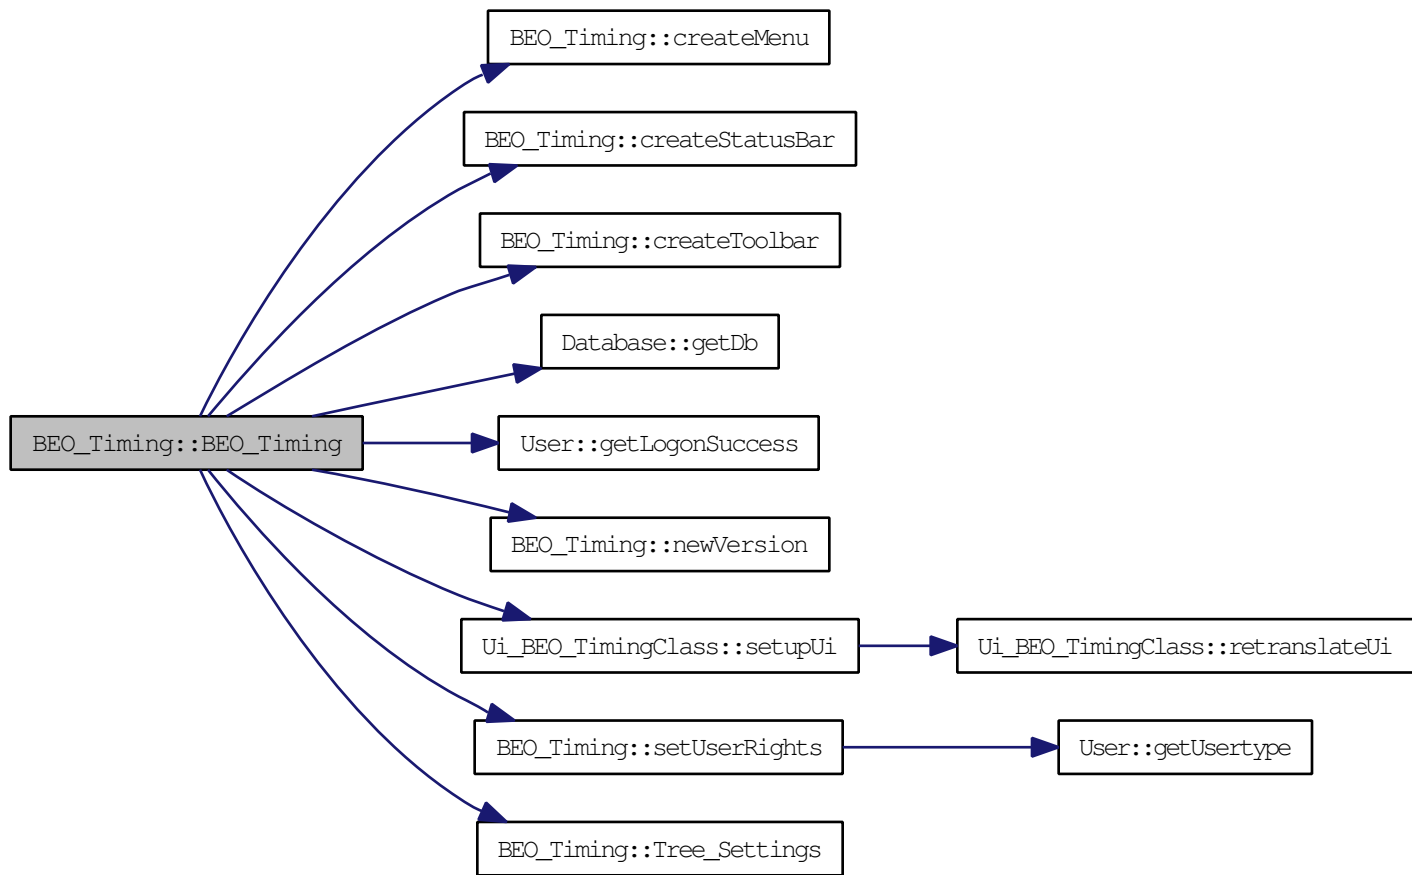 BEO_Timing::createMenu
BEO_Timing::createStatusBar
BEO_Timing::createToolbar
Database::getDb
BEO_Timing::BEO_Timing
User::getLogonSuccess
BEO_Timing::newVersion
Ui_BEO_TimingClass::setupUi
Ui_BEO_TimingClass::retranslateUi
BEO_Timing::setUserRights
User::getUsertype
BEO_Timing::Tree_Settings